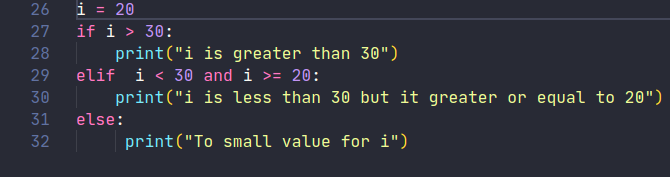 26 i = 20
27 if i > 30:
28     print("i is greater than 30")
29 elif  i < 30 and i >= 20:
30     print("i is less than 30 but it greater or equal to 20")
31 else:
32      print("To small value for i")